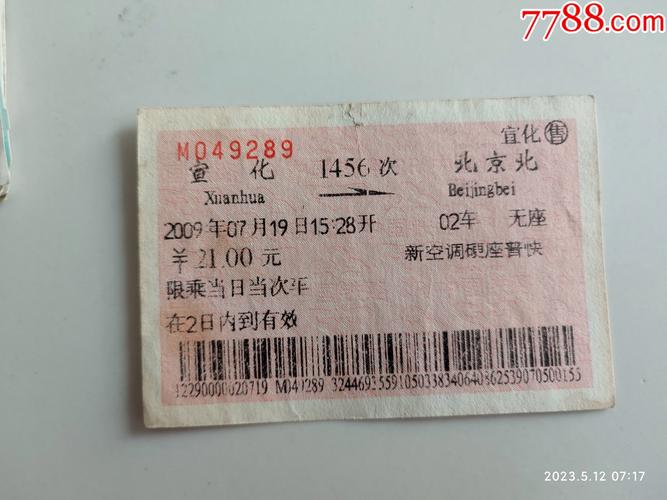 7788.com
宣化售
M049289
宣化 1456次 北京北
Xuanhua Beijingbei
2009年07月19日15:28开 02车 无座
￥21.00元 新空调硬座普快
限乘当日当次车
在2日内到有效
M049289
2023.5.12 07:17